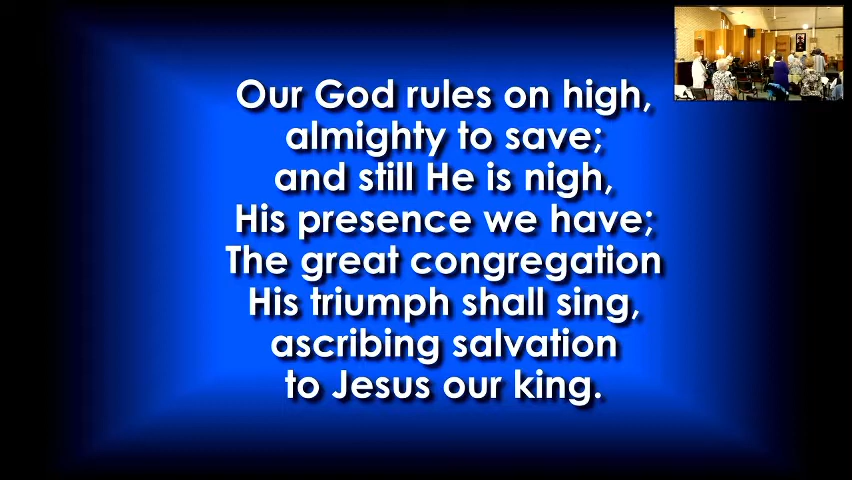 Our God rules on high,
almighty to save;
and still He is nigh,
His presence we have;
The great congregation
His triumph shall sing,
ascribing salvation
to Jesus our king.